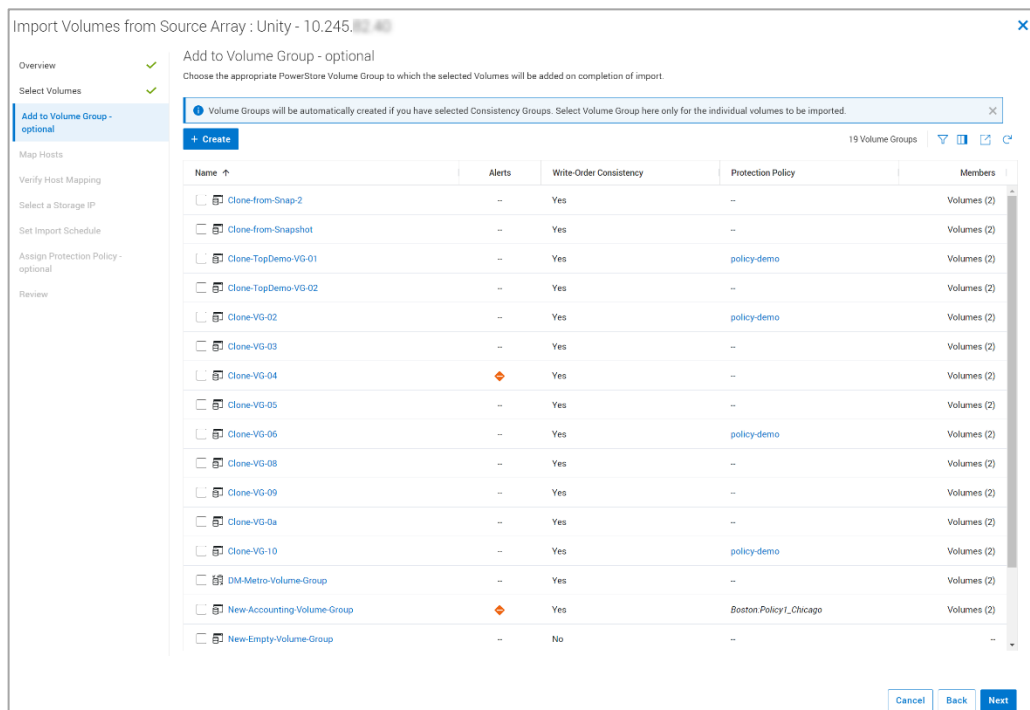 Import Volumes from Source Array : Unity - 10.245.
Overview
Select Volumes
Add to Volume Group -
optional
Map Hosts
Verify Host Mapping
Select a Storage IP
Set Import Schedule
Assign Protection Policy -
optional
Review
Add to Volume Group - optional
Choose the appropriate PowerStore Volume Group to which the selected Volumes will be added on completion of import.
Volume Groups will be automatically created if you have selected Consistency Groups. Select Volume Group here only for the individual volumes to be imported.
+ Create
19 Volume Groups
Name Alerts Write-Order Consistency Protection Policy Members
Clone-from-Snap-2 -- Yes -- Volumes (2)
Clone-from-Snapshot -- Yes -- Volumes (2)
Clone-TopDemo-VG-01 -- Yes policy-demo Volumes (2)
Clone-TopDemo-VG-02 -- Yes -- Volumes (2)
Clone-VG-02 -- Yes policy-demo Volumes (2)
Clone-VG-03 -- Yes -- Volumes (2)
Clone-VG-04 Yes -- Volumes (2)
Clone-VG-05 -- Yes -- Volumes (2)
Clone-VG-06 -- Yes policy-demo Volumes (2)
Clone-VG-08 -- Yes -- Volumes (2)
Clone-VG-09 -- Yes -- Volumes (2)
Clone-VG-0a -- Yes -- Volumes (2)
Clone-VG-10 -- Yes policy-demo Volumes (2)
DM-Metro-Volume-Group -- Yes -- Volumes (2)
New-Accounting-Volume-Group Yes Boston:Policy1_Chicago Volumes (2)
New-Empty-Volume-Group -- No -- --
Cancel Back Next